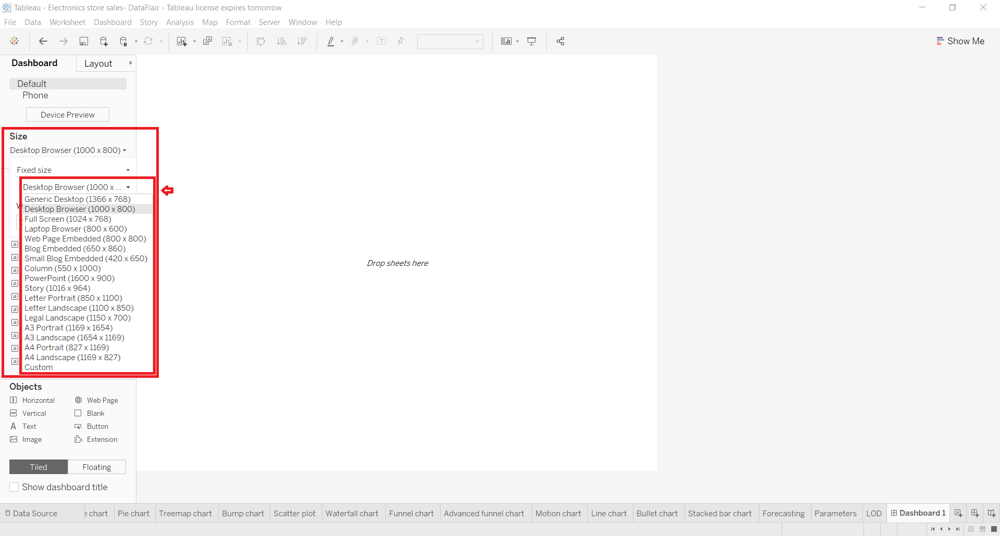 Tableau - Electronics store sales- DataFlair - Tableau license expires tomorrow
File Data Worksheet Dashboard Story Analysis Map Format Server Window Help
Show Me
Dashboard Layout
Default
Phone
Device Preview
Size
Desktop Browser (1000 x 800)
Fixed size
Desktop Browser (1000 x ...
Generic Desktop (1366 x 768)
Desktop Browser (1000 x 800)
Full Screen (1024 x 768)
Laptop Browser (800 x 600)
Web Page Embedded (800 x 800)
Blog Embedded (650 x 860)
Small Blog Embedded (420 x 650)
Column (550 x 1000)
PowerPoint (1600 x 900)
Story (1016 x 964)
Letter Portrait (850 x 1100)
Letter Landscape (1100 x 850)
Legal Landscape (1150 x 700)
A3 Portrait (1169 x 1654)
A3 Landscape (1654 x 1169)
A4 Portrait (827 x 1169)
A4 Landscape (1169 x 827)
Custom
Drop sheets here
Objects
Horizontal Web Page
Vertical Blank
Text Button
Image Extension
Tiled Floating
Show dashboard title
Data Source e chart Pie chart Treemap chart Bump chart Scatter plot Waterfall chart Funnel chart Advanced funnel chart Motion chart Line chart Bullet chart Stacked bar chart Forecasting Parameters LOD Dashboard 1